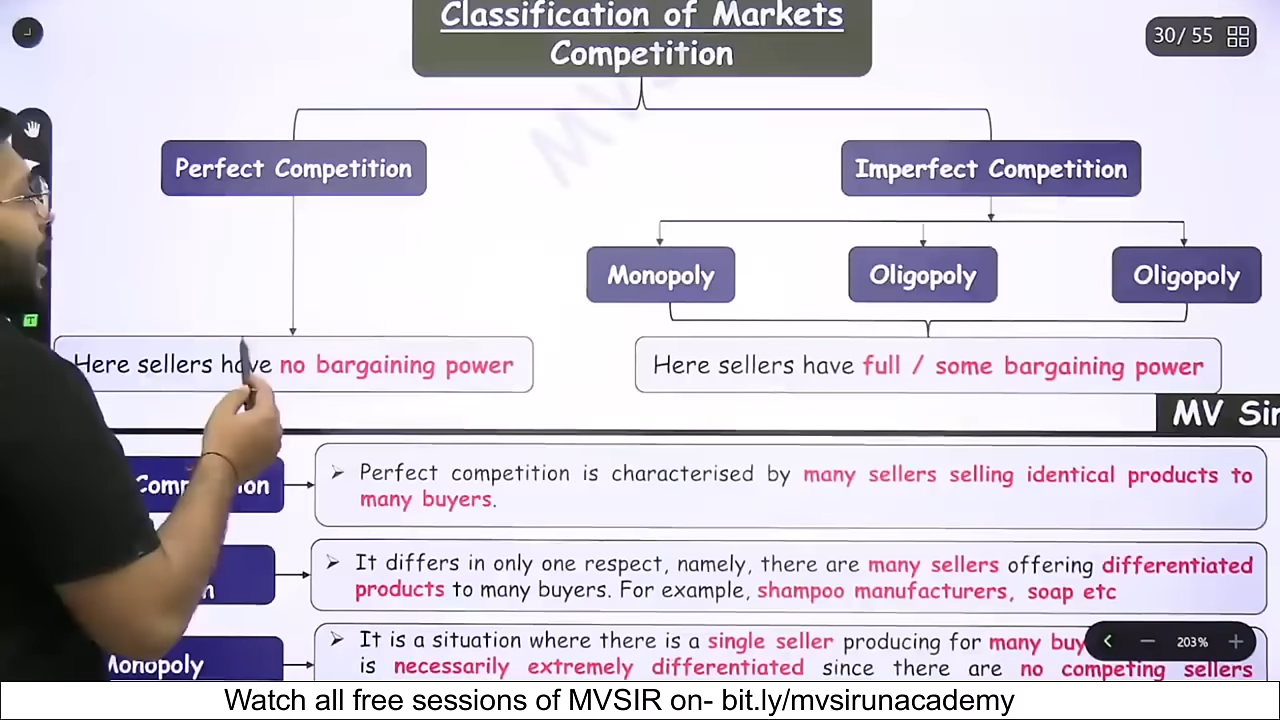 Classification of Markets
Competition
30/ 55
Perfect Competition
Imperfect Competition
Monopoly
Oligopoly
Oligopoly
T
Here sellers have no bargaining power
Here sellers have full / some bargaining power
MV Sir
Perfect competition is characterised by many sellers selling identical products to
many buyers.
It differs in only one respect, namely, there are many sellers offering differentiated
products to many buyers. For example, shampoo manufacturers, soap etc
Monopoly
It is a situation where there is a single seller producing for many
is necessarily extremely differentiated since there are no competing sellers
203%
Watch all free sessions of MVSIR on- bit.ly/mvsirunacademy